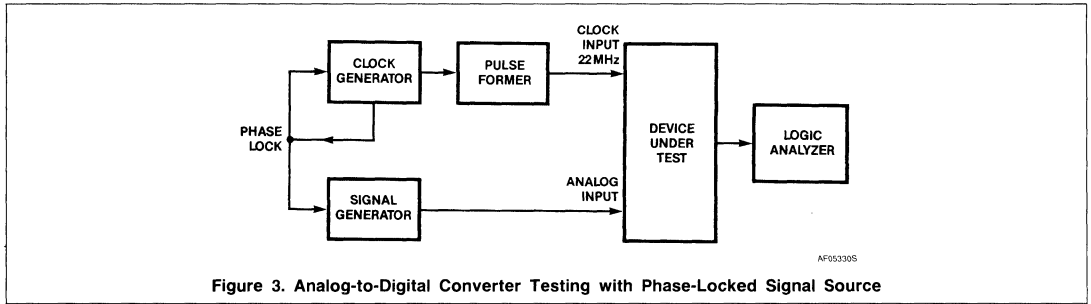 CLOCK
GENERATOR
PULSE
FORMER
CLOCK
INPUT
22MHz
PHASE
LOCK
DEVICE
UNDER
TEST
LOGIC
ANALYZER
SIGNAL
GENERATOR
ANALOG
INPUT
AF05330S
Figure 3. Analog-to-Digital Converter Testing with Phase-Locked Signal Source